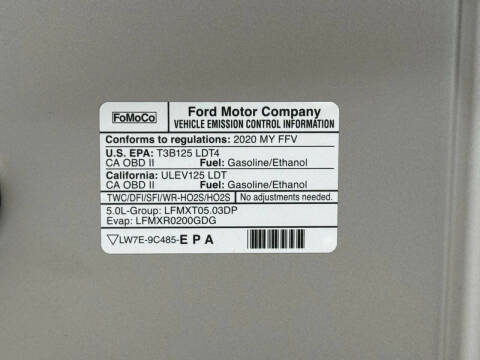 FoMoCo
Ford Motor Company
VEHICLE EMISSION CONTROL INFORMATION
Conforms to regulations: 2020 MY FFV
U.S. EPA: T3B125 LDT4
CA OBD II Fuel: Gasoline/Ethanol
California: ULEV125 LDT
CA OBD II Fuel: Gasoline/Ethanol
TWC/DFI/SFI/WR-HO2S/HO2S No adjustments needed.
5.0L-Group: LFMXT05.03DP
Evap: LFMXR0200GDG
LW7E-9C485-EPA